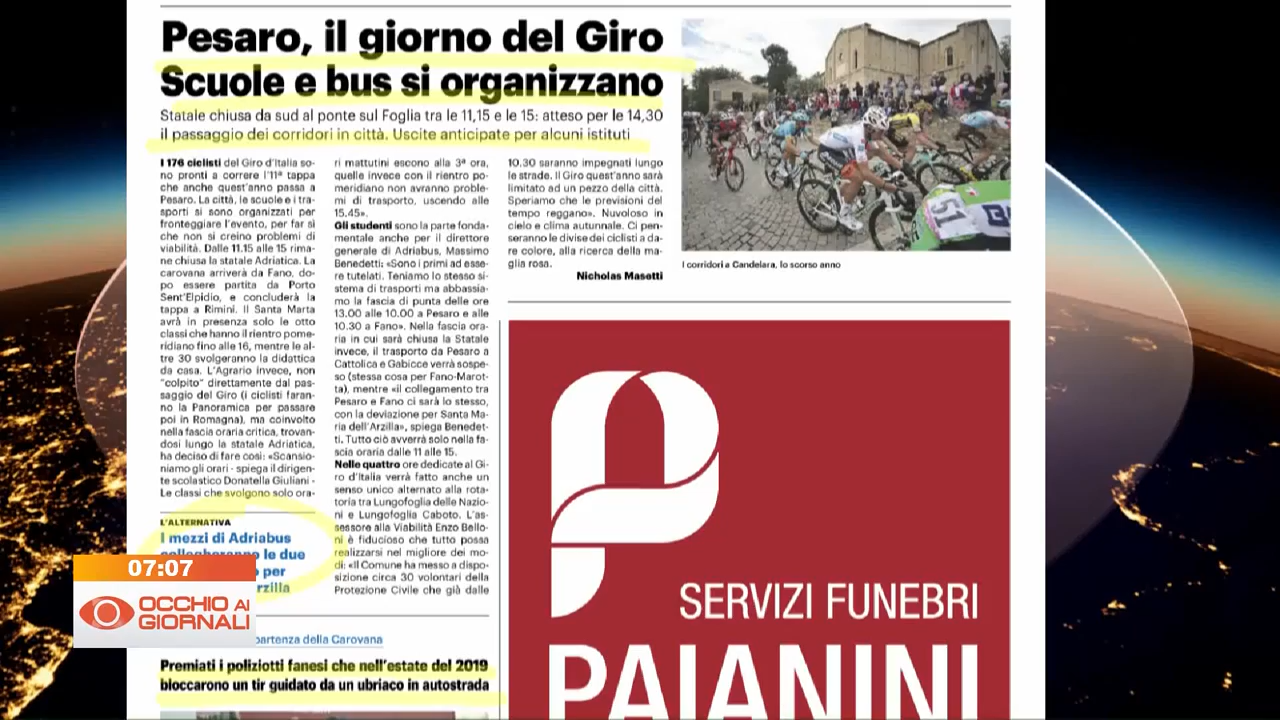 Pesaro, il giorno del Giro
Scuole e bus si organizzano
Statale chiusa da sud al ponte sul Foglia tra le 11,15 e le 15: atteso per le 14,30
il passaggio dei corridori in città. Uscite anticipate per alcuni istituti
I 176 ciclisti del Giro d'Italia so-
no pronti a correre l'11ª tappa
che anche quest'anno passa a
Pesaro. La città, le scuole e i tra-
sporti si sono organizzati per
fronteggiare l'evento, per far sì
che non si creino problemi di
viabilità. Dalle 11.15 alle 15 rima-
ne chiusa la statale Adriatica. La
carovana arriverà da Fano, do-
po essere partita da Porto
Sent'Elpidio, e concluderà la
tappa a Rimini. Il Santa Marta
avrà in presenza solo le otto
classi che hanno il rientro pome-
ridiano fino alle 16, mentre le al-
tre 30 svolgeranno la didattica
da casa. L'Agrario invece, non
"colpito" direttamente dal pas-
saggio del Giro (i ciclisti faran-
no la Panoramica per passare
poi in Romagna), ma coinvolto
nella fascia oraria critica, trovan-
dosi lungo la statale Adriatica,
ha deciso di fare così: «Scansio-
niamo gli orari - spiega il dirigen-
te scolastico Donatella Giuliani -
Le classi che svolgono solo ora-
ri mattutini escono alla 3ª ora,
quelle invece con il rientro po-
meridiano non avranno proble-
mi di trasporto, uscendo alle
15.45».
Gli studenti sono la parte fonda-
mentale anche per il direttore
generale di Adriabus, Massimo
Benedetti: «Sono i primi ad esse-
re tutelati. Teniamo lo stesso si-
stema di trasporti ma abbassia-
mo la fascia di punta delle ore
13.00 alle 10.00 a Pesaro e alle
10.30 a Fano». Nella fascia ora-
ria in cui sarà chiusa la Statale
invece, il trasporto da Pesaro a
Cattolica e Gabicce verrà sospe-
so (stessa cosa per Fano-Marot-
ta), mentre «il collegamento tra
Pesaro e Fano ci sarà lo stesso,
con la deviazione per Santa Ma-
ria dell'Arzilla», spiega Benedet-
ti. Tutto ciò avverrà solo nella fa-
scia oraria dalle 11 alle 15.
Nelle quattro ore dedicate al Gi-
ro d'Italia verrà fatto anche un
senso unico alternato alla rota-
toria tra Lungofoglia delle Nazio-
ni e Lungofoglia Caboto. L'as-
sessore alla Viabilità Enzo Bello-
ni è fiducioso che tutto possa
realizzarsi nel migliore dei mo-
di: «Il Comune ha messo a dispo-
sizione circa 30 volontari della
Protezione Civile che già dalle
10.30 saranno impegnati lungo
le strade. Il Giro quest'anno sarà
limitato ad un pezzo della città.
Speriamo che le previsioni del
tempo reggano». Nuvoloso in
cielo e clima autunnale. Ci pen-
seranno le divise dei ciclisti a da-
re colore, alla ricerca della ma-
glia rosa.
Nicholas Masetti
51
I corridori a Candelara, lo scorso anno
L'ALTERNATIVA
I mezzi di Adriabus
collegheranno le due
per
rzilla
07:07
OCCHIO AI
GIORNALI
partenza della Carovana
Premiati i poliziotti fanesi che nell'estate del 2019
bloccarono un tir guidato da un ubriaco in autostrada
SERVIZI FUNEBRI
PAIANINI